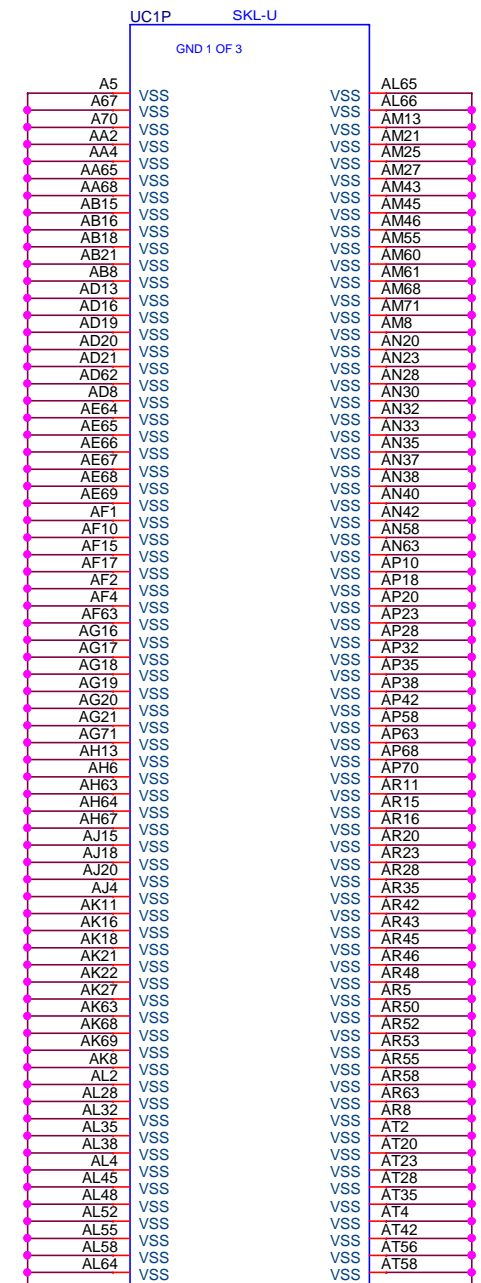 UC1P SKL-U
GND 1 OF 3
A5 VSS VSS AL65
A67 VSS VSS AL66
A70 VSS VSS AM13
AA2 VSS VSS AM21
AA4 VSS VSS AM25
AA65 VSS VSS AM27
AA68 VSS VSS AM43
AB15 VSS VSS AM45
AB16 VSS VSS AM46
AB18 VSS VSS AM55
AB21 VSS VSS AM60
AB8 VSS VSS AM61
AD13 VSS VSS AM68
AD16 VSS VSS AM71
AD19 VSS VSS AM8
AD20 VSS VSS AN20
AD21 VSS VSS AN23
AD62 VSS VSS AN28
AD8 VSS VSS AN30
AE64 VSS VSS AN32
AE65 VSS VSS AN33
AE66 VSS VSS AN35
AE67 VSS VSS AN37
AE68 VSS VSS AN38
AE69 VSS VSS AN40
AF1 VSS VSS AN42
AF10 VSS VSS AN58
AF15 VSS VSS AN63
AF17 VSS VSS AP10
AF2 VSS VSS AP18
AF4 VSS VSS AP20
AF63 VSS VSS AP23
AG16 VSS VSS AP28
AG17 VSS VSS AP32
AG18 VSS VSS AP35
AG19 VSS VSS AP38
AG20 VSS VSS AP42
AG21 VSS VSS AP58
AG71 VSS VSS AP63
AH13 VSS VSS AP68
AH6 VSS VSS AP70
AH63 VSS VSS AR11
AH64 VSS VSS AR15
AH67 VSS VSS AR16
AJ15 VSS VSS AR20
AJ18 VSS VSS AR23
AJ20 VSS VSS AR28
AJ4 VSS VSS AR35
AK11 VSS VSS AR42
AK16 VSS VSS AR43
AK18 VSS VSS AR45
AK21 VSS VSS AR46
AK22 VSS VSS AR48
AK27 VSS VSS AR5
AK63 VSS VSS AR50
AK68 VSS VSS AR52
AK69 VSS VSS AR53
AK8 VSS VSS AR55
AL2 VSS VSS AR58
AL28 VSS VSS AR63
AL32 VSS VSS AR8
AL35 VSS VSS AT2
AL38 VSS VSS AT20
AL4 VSS VSS AT23
AL45 VSS VSS AT28
AL48 VSS VSS AT35
AL52 VSS VSS AT4
AL55 VSS VSS AT42
AL58 VSS VSS AT56
AL64 VSS VSS AT58